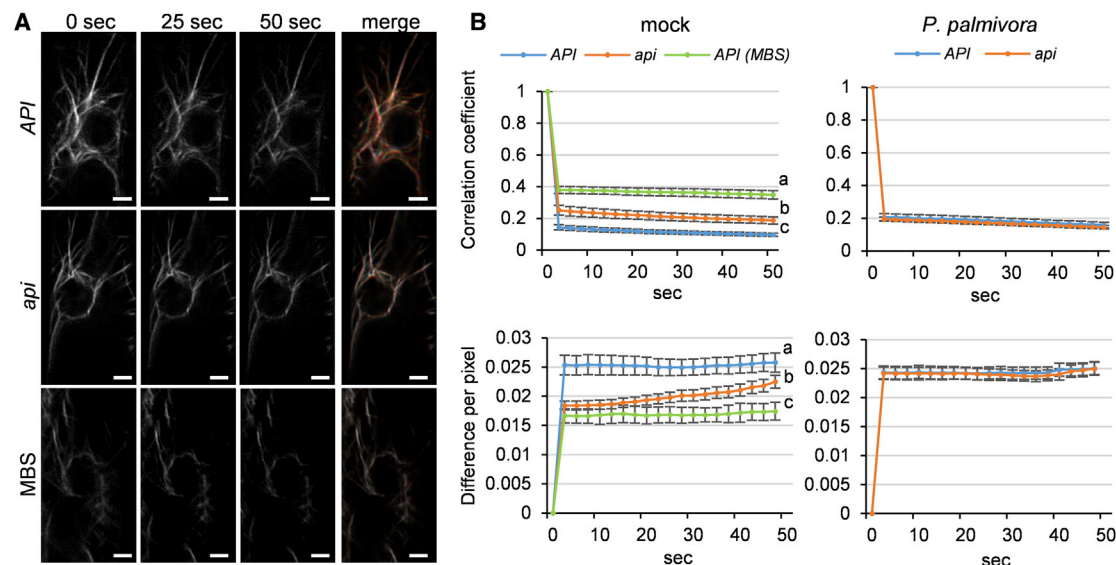 A
0 sec 25 sec 50 sec merge
API
api
MBS
B
mock
API api API (MBS)
Correlation coefficient
1
0.8
0.6
0.4
0.2
0
0 10 20 30 40 50
sec
a
b
c
P. palmivora
API api
1
0.8
0.6
0.4
0.2
0
0 10 20 30 40 50
sec
Difference per pixel
0.03
0.025
0.02
0.015
0.01
0.005
0
0 10 20 30 40 50
sec
a
b
c
0.03
0.025
0.02
0.015
0.01
0.005
0
0 10 20 30 40 50
sec